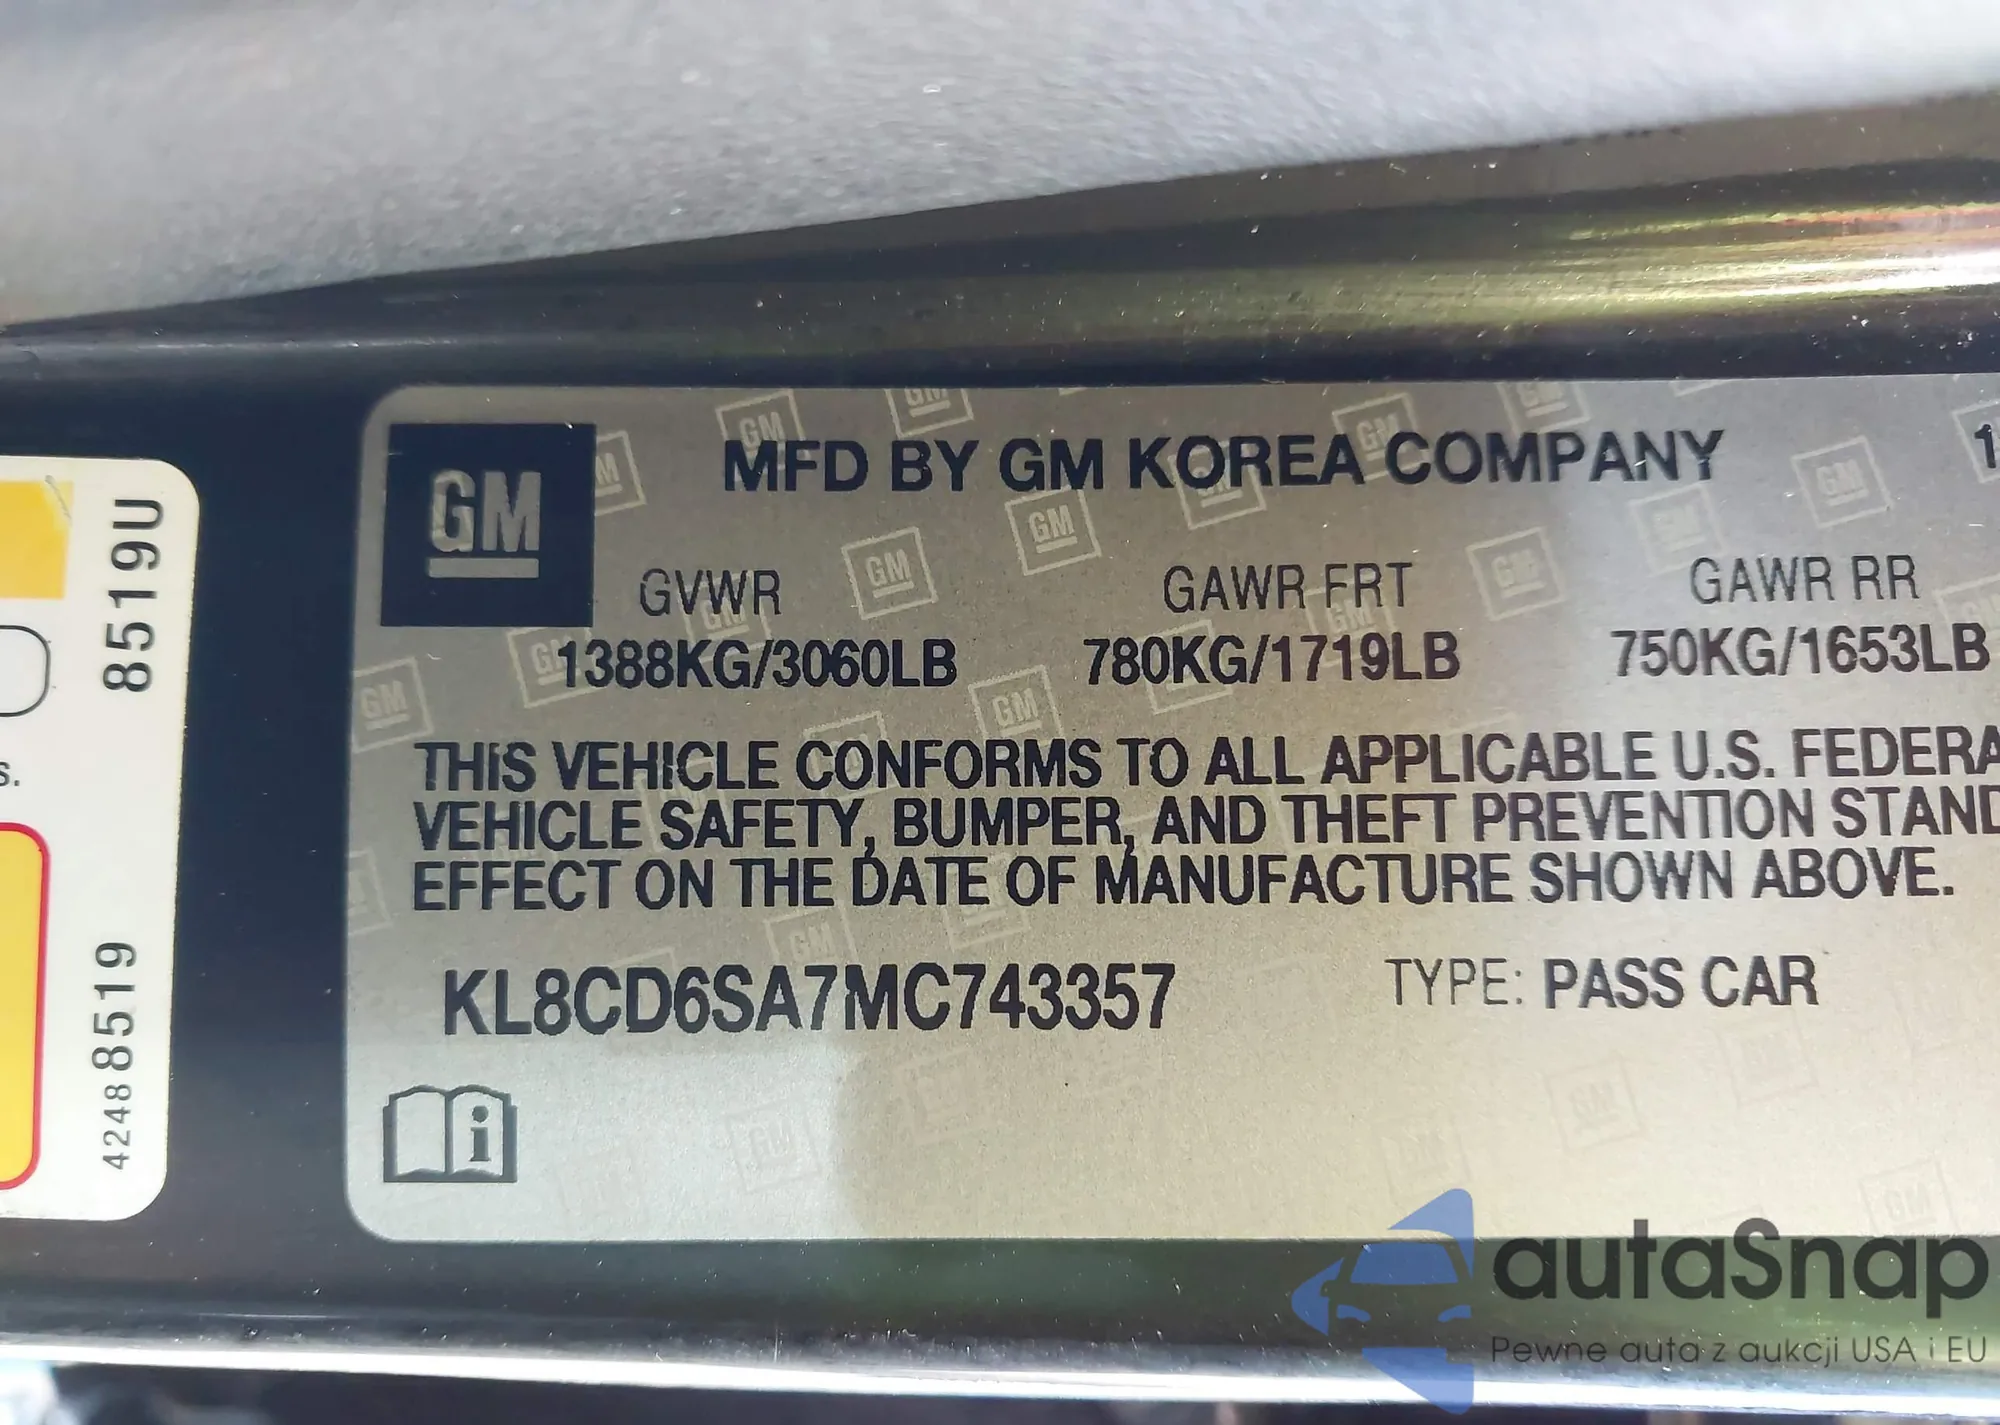 GM
MFD BY GM KOREA COMPANY
1
GVWR GAWR FRT GAWR RR
1388KG/3060LB 780KG/1719LB 750KG/1653LB
THIS VEHICLE CONFORMS TO ALL APPLICABLE U.S. FEDERA
VEHICLE SAFETY, BUMPER, AND THEFT PREVENTION STAND
EFFECT ON THE DATE OF MANUFACTURE SHOWN ABOVE.
KL8CD6SA7MC743357 TYPE: PASS CAR
i
8519U
s.
42488519
autaSnap
Pewne auta z aukcji USA i EU